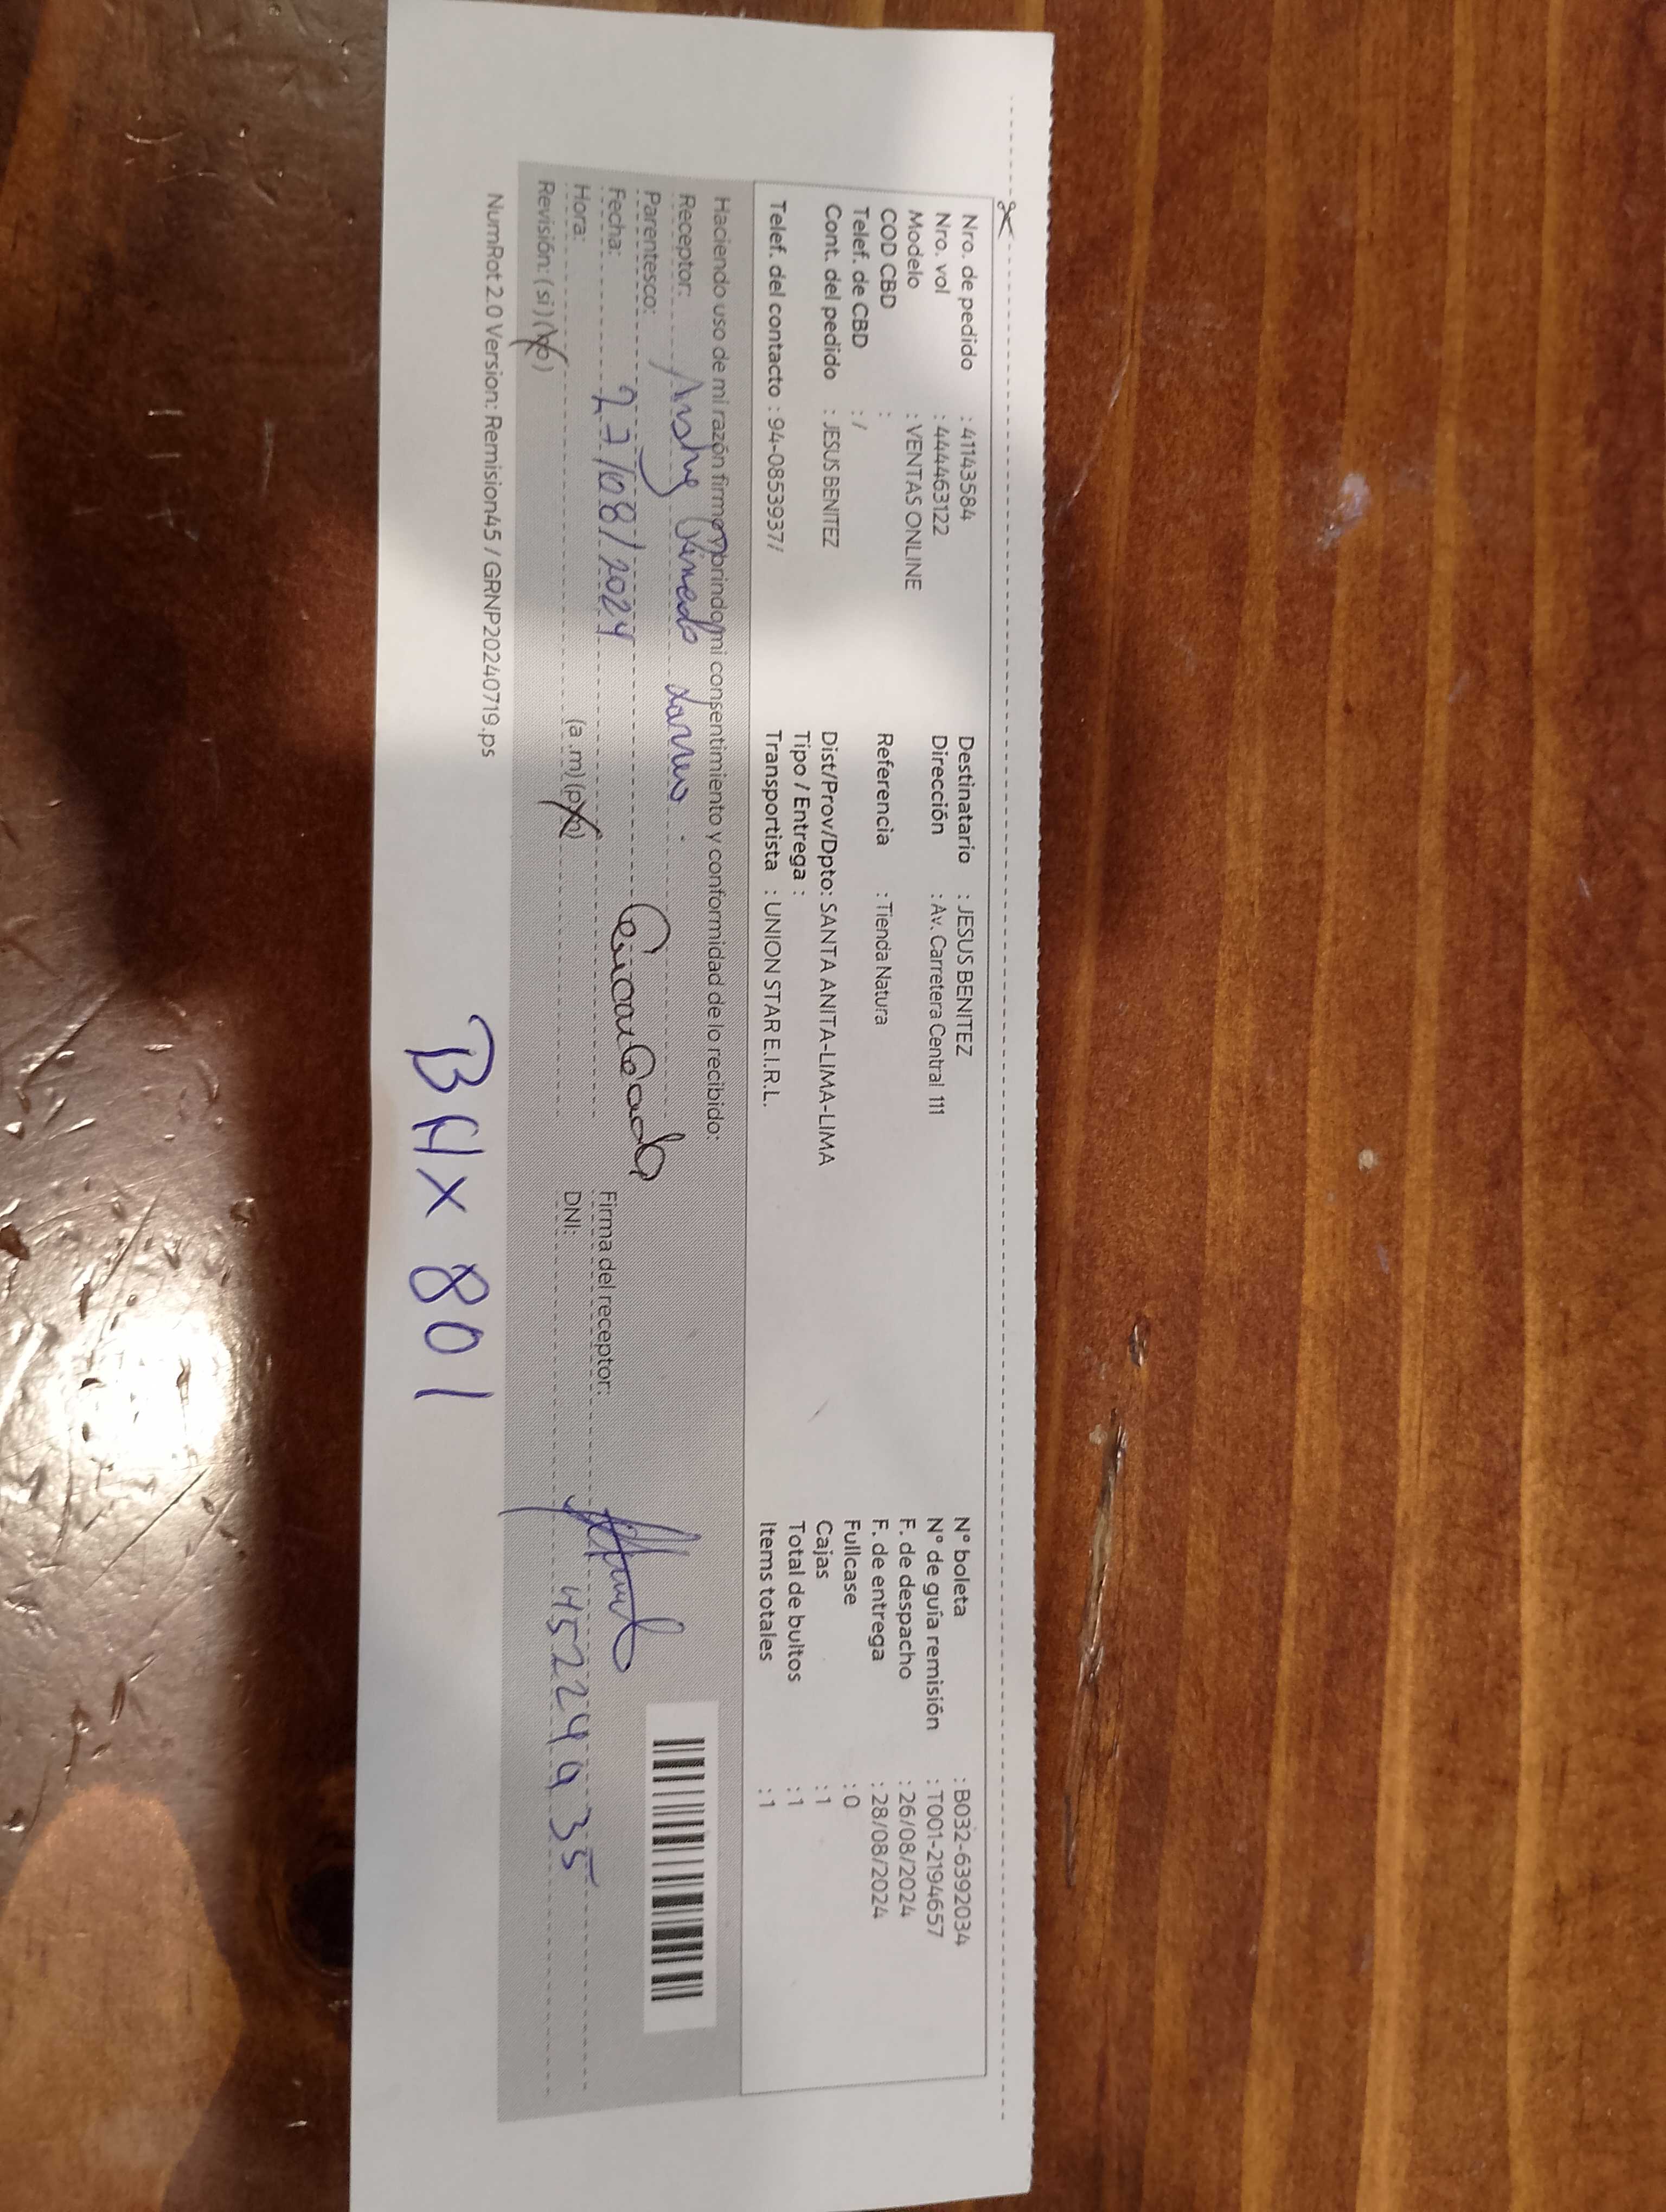 Nro. de pedido : 41143584 Destinatario : JESUS BENITEZ N° boleta : B032-6392034
Nro. vol : 444463122 Dirección : Av. Carretera Central 111 N° de guía remisión : T001-2194657
Modelo : VENTAS ONLINE F. de despacho : 26/08/2024
COD CBD : Referencia : Tienda Natura F. de entrega : 28/08/2024
Telef. de CBD : / Fullcase : 0
Cont. del pedido : JESUS BENITEZ Dist/Prov/Dpto: SANTA ANITA-LIMA-LIMA Cajas : 1
Tipo / Entrega : Total de bultos : 1
Telef. del contacto : 94-0853937/ Transportista : UNION STAR E.I.R.L. Items totales : 1
Haciendo uso de mi razón firmo y brindo mi consentimiento y conformidad de lo recibido:
Receptor:
Parentesco: Encargado
Fecha: 27/08/2024 Firma del receptor:
Hora: (a.m) (p.m) DNI: 45224935
Revisión: (si) (no)
NumRot 2.0 Version: Remision45 / GRNP20240719.ps
BHX 801